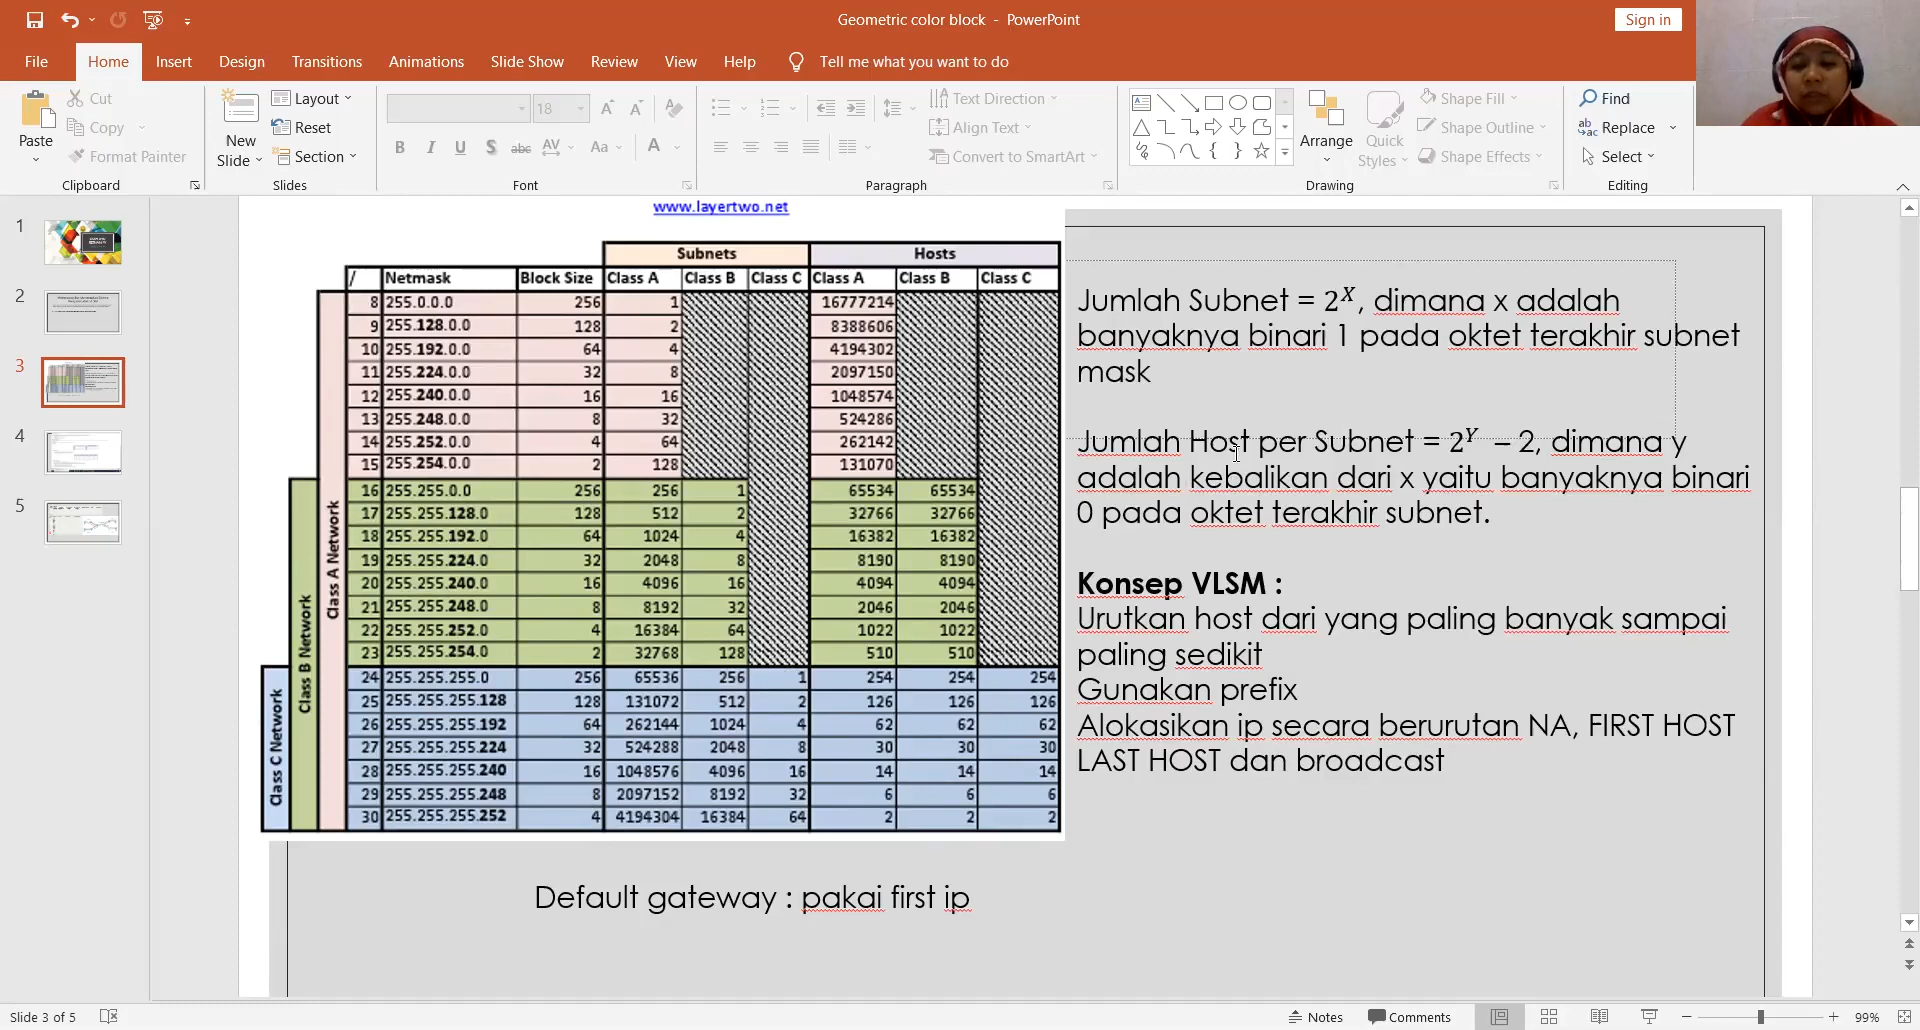 Geometric color block - PowerPoint
Sign in
File Home Insert Design Transitions Animations Slide Show Review View Help Tell me what you want to do
Paste
Cut
Copy
Format Painter
Clipboard
New
Slide
Layout
Reset
Section
Slides
18
B I U S abc AV Aa A
Font
Text Direction
Align Text
Convert to SmartArt
Paragraph
Arrange
Quick
Styles
Shape Fill
Shape Outline
Shape Effects
Drawing
Find
Replace
Select
Editing
1
2
3
4
5
www.layertwo.net
Subnets Hosts
/ Netmask Block Size Class A Class B Class C Class A Class B Class C
8 255.0.0.0 256 1 16777214
9 255.128.0.0 128 2 8388606
10 255.192.0.0 64 4 4194302
11 255.224.0.0 32 8 2097150
12 255.240.0.0 16 16 1048574
13 255.248.0.0 8 32 524286
14 255.252.0.0 4 64 262142
15 255.254.0.0 2 128 131070
16 255.255.0.0 256 256 1 65534 65534
17 255.255.128.0 128 512 2 32766 32766
18 255.255.192.0 64 1024 4 16382 16382
19 255.255.224.0 32 2048 8 8190 8190
20 255.255.240.0 16 4096 16 4094 4094
21 255.255.248.0 8 8192 32 2046 2046
22 255.255.252.0 4 16384 64 1022 1022
23 255.255.254.0 2 32768 128 510 510
24 255.255.255.0 256 65536 256 1 254 254 254
25 255.255.255.128 128 131072 512 2 126 126 126
26 255.255.255.192 64 262144 1024 4 62 62 62
27 255.255.255.224 32 524288 2048 8 30 30 30
28 255.255.255.240 16 1048576 4096 16 14 14 14
29 255.255.255.248 8 2097152 8192 32 6 6 6
30 255.255.255.252 4 4194304 16384 64 2 2 2
Class A Network
Class B Network
Class C Network
Jumlah Subnet = 2^X, dimana x adalah
banyaknya binari 1 pada oktet terakhir subnet
mask
Jumlah Host per Subnet = 2^Y – 2, dimana y
adalah kebalikan dari x yaitu banyaknya binari
0 pada oktet terakhir subnet.
Konsep VLSM :
Urutkan host dari yang paling banyak sampai
paling sedikit
Gunakan prefix
Alokasikan ip secara berurutan NA, FIRST HOST
LAST HOST dan broadcast
Default gateway : pakai first ip
Slide 3 of 5
Notes
Comments
99%